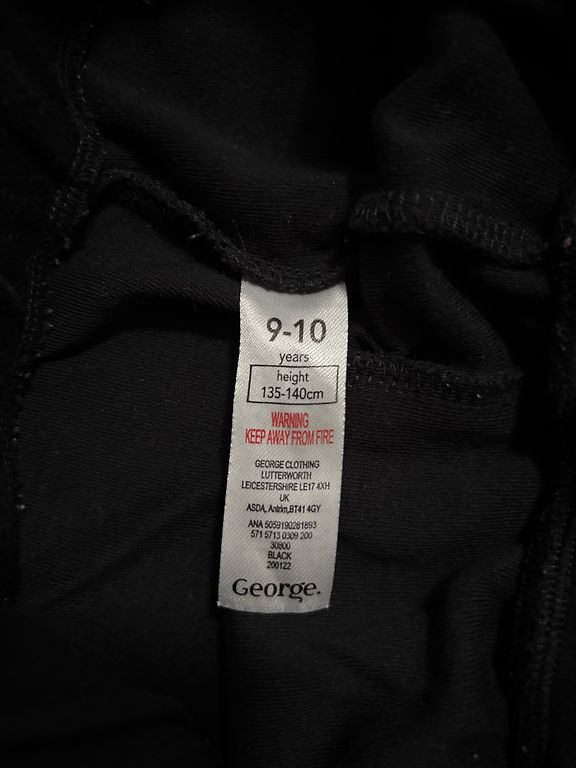 9-10
years
height
135-140cm
WARNING
KEEP AWAY FROM FIRE
GEORGE CLOTHING
LUTTERWORTH
LEICESTERSHIRE LE17 4XH
UK
ASDA, Antrim,BT41 4GY
ANA 5059190281893
571 5713 0309 200
30800
BLACK
200122
George.